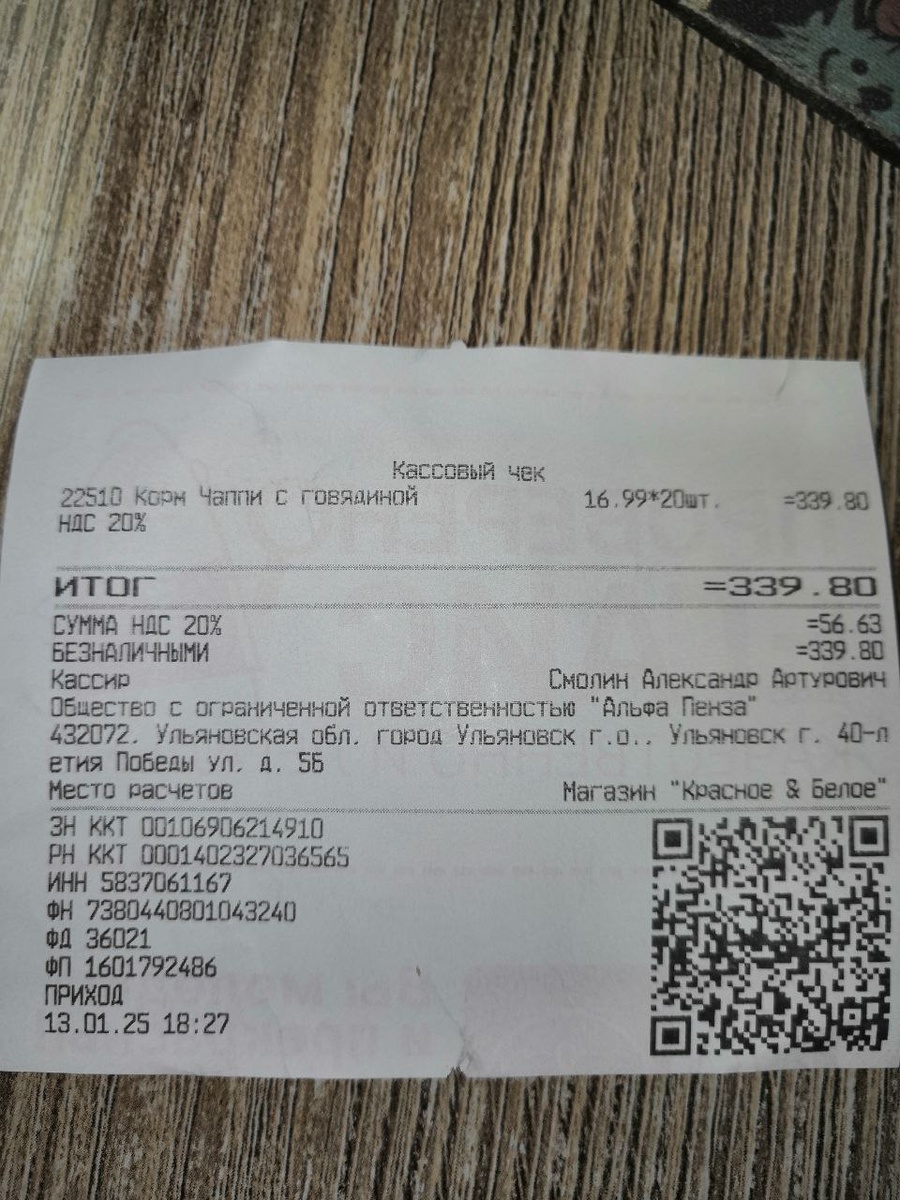 Кассовый чек
22510 Корм Чаппи с говядиной 16.99*20шт. =339.80
НДС 20%
ИТОГ =339.80
СУММА НДС 20% =56.63
БЕЗНАЛИЧНЫМИ =339.80
Кассир Смолин Александр Артурович
Общество с ограниченной ответственностью "Альфа Пенза"
432072. Ульяновская обл. город Ульяновск г.о.. Ульяновск г. 40-л
етия Победы ул. д. 5Б
Место расчетов Магазин "Красное & Белое"
ЗН ККТ 00106906214910
РН ККТ 0001402327036565
ИНН 5837061167
ФН 7380440801043240
ФД 36021
ФП 1601792486
ПРИХОД
13.01.25 18:27